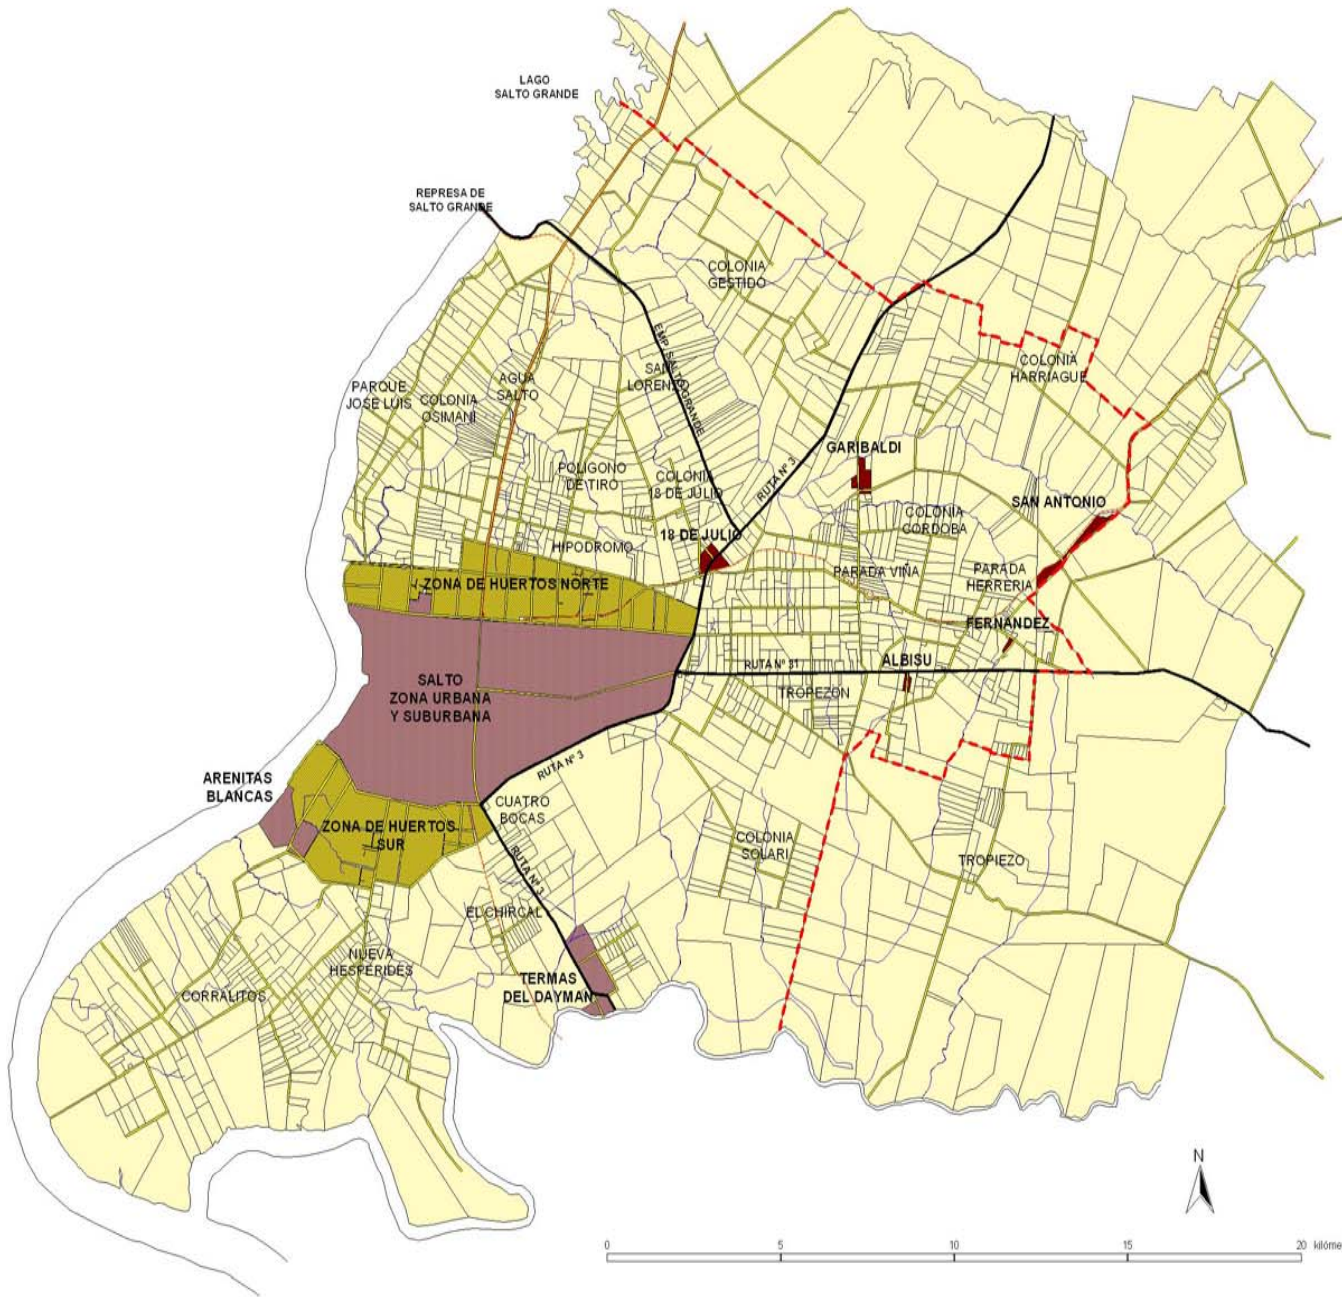 LAGO
SALTO GRANDE
REPRESA DE
SALTO GRANDE
COLONIA
GESTIDO
EMP. SALTO GRANDE
SAN
LORENZO
AGUA
SALTO
PARQUE
JOSE LUIS
COLONIA
OSIMANI
COLONIA
HARRIAGUE
GARIBALDI
POLIGONO
DE TIRO
COLONIA
18 DE JULIO
RUTA Nº 3
SAN ANTONIO
COLONIA
CORDOBA
18 DE JULIO
HIPODROMO
PARADA VIÑA
PARADA
HERRERIA
ZONA DE HUERTOS NORTE
FERNANDEZ
RUTA Nº 31
ALBISU
TROPEZON
SALTO
ZONA URBANA
Y SUBURBANA
RUTA Nº 3
ARENITAS
BLANCAS
CUATRO
BOCAS
ZONA DE HUERTOS
SUR
COLONIA
SOLARI
TROPIEZO
RUTA Nº 3
EL CHIRCAL
NUEVA
HESPERIDES
CORRALITOS
TERMAS
DEL DAYMAN
N
0 5 10 15 20 kilóme